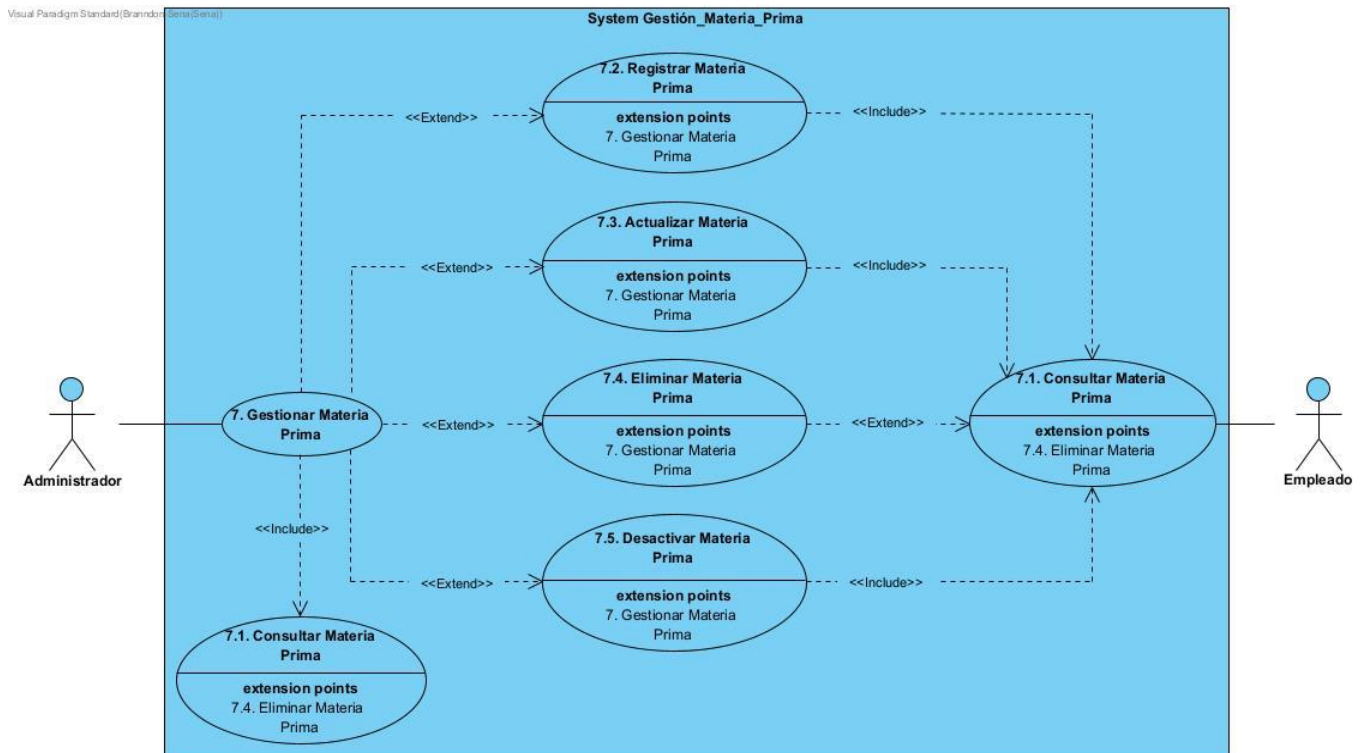 Visual Paradigm Standard(Branndon Sena(Sena))
System Gestión_Materia_Prima
7.2. Registrar Materia
Prima
extension points
7. Gestionar Materia
Prima
<<Extend>>
<<Include>>
7.3. Actualizar Materia
Prima
extension points
7. Gestionar Materia
Prima
<<Extend>>
<<Include>>
7.4. Eliminar Materia
Prima
extension points
7. Gestionar Materia
Prima
<<Extend>>
<<Extend>>
7. Gestionar Materia
Prima
Administrador
7.1. Consultar Materia
Prima
extension points
7.4. Eliminar Materia
Prima
Empleado
<<Include>>
7.5. Desactivar Materia
Prima
extension points
7. Gestionar Materia
Prima
<<Extend>>
<<Include>>
7.1. Consultar Materia
Prima
extension points
7.4. Eliminar Materia
Prima